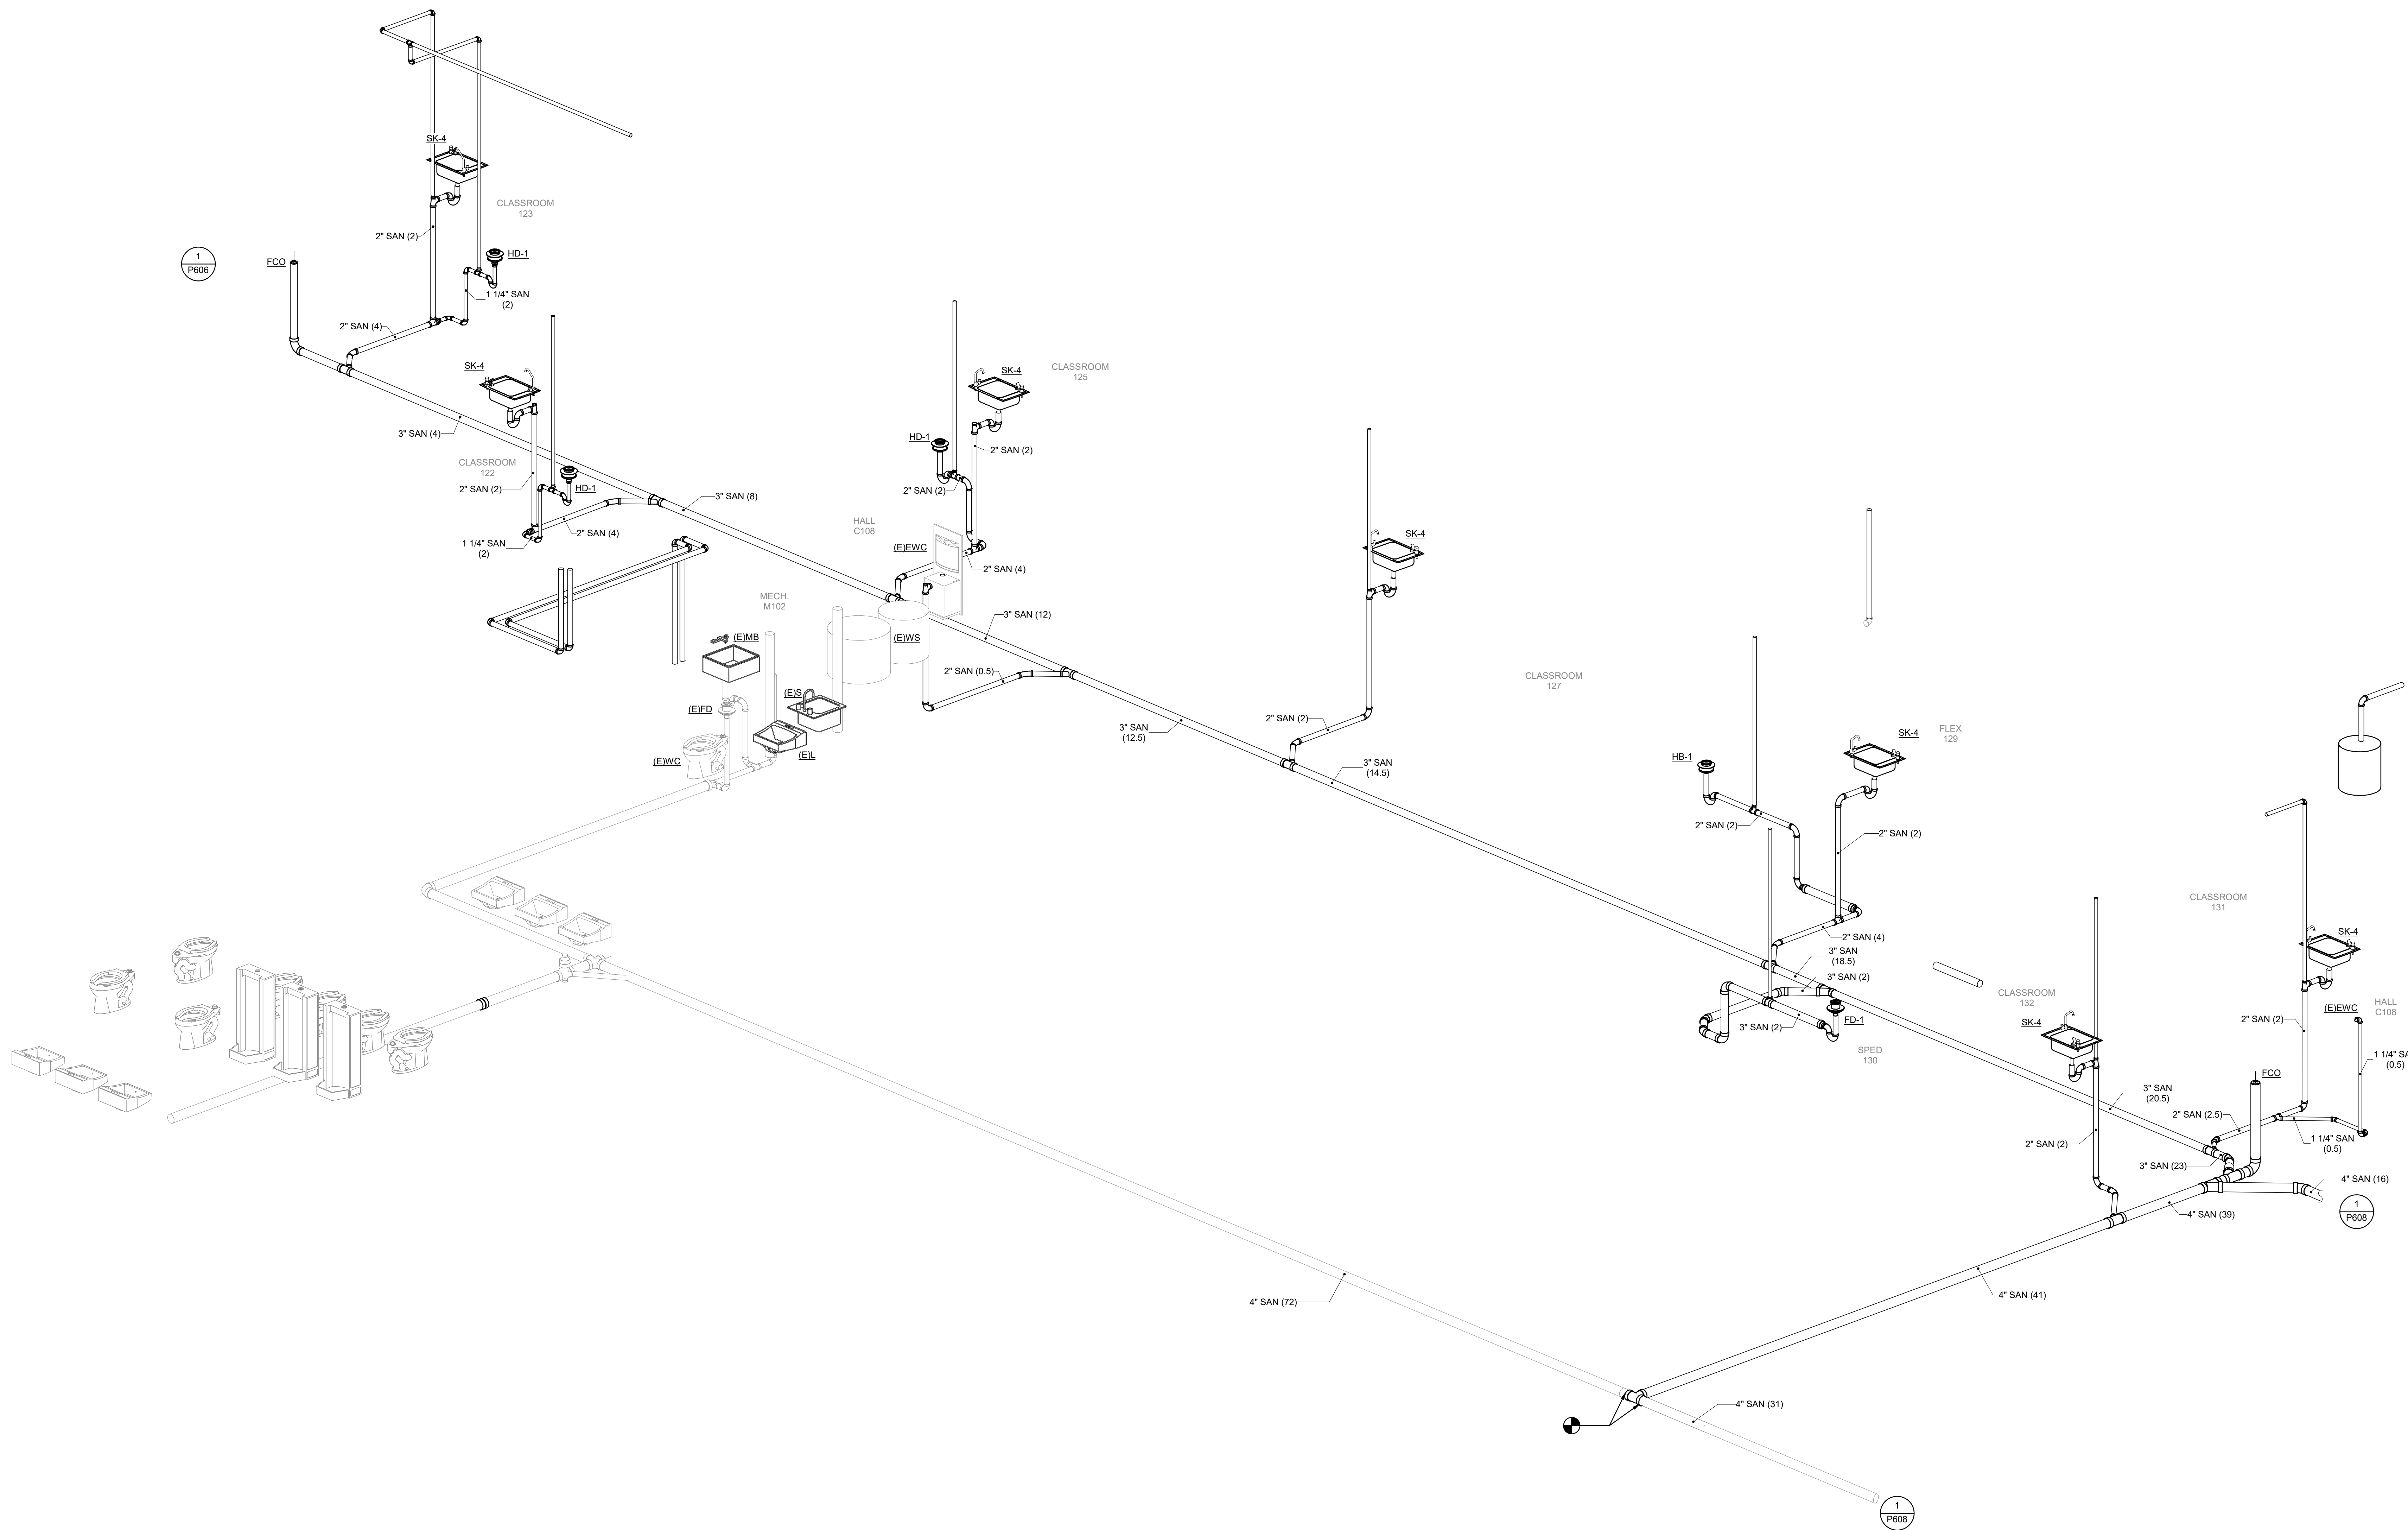 SK-4
CLASSROOM
123
2" SAN (2)
1
P606
FCO
HD-1
1 1/4" SAN
(2)
2" SAN (4)
SK-4
3" SAN (4)
CLASSROOM
122
2" SAN (2)
HD-1
2" SAN (4)
1 1/4" SAN
(2)
3" SAN (8)
SK-4
CLASSROOM
125
HD-1
2" SAN (2)
2" SAN (2)
HALL
C108
(E)EWC
2" SAN (4)
MECH.
M102
(E)MB
(E)WS
3" SAN (12)
2" SAN (0.5)
(E)S
(E)FD
(E)L
(E)WC
3" SAN
(12.5)
SK-4
2" SAN (2)
3" SAN
(14.5)
CLASSROOM
127
HB-1
SK-4
FLEX
129
2" SAN (2)
2" SAN (2)
2" SAN (4)
3" SAN
(18.5)
3" SAN (2)
3" SAN (2)
FD-1
SPED
130
CLASSROOM
131
CLASSROOM
132
SK-4
SK-4
(E)EWC
HALL
C108
2" SAN (2)
1 1/4" SA
(0.5)
FCO
3" SAN
(20.5)
2" SAN (2.5)
2" SAN (2)
1 1/4" SAN
(0.5)
3" SAN (23)
4" SAN (16)
1
P608
4" SAN (39)
4" SAN (41)
4" SAN (72)
4" SAN (31)
1
P608